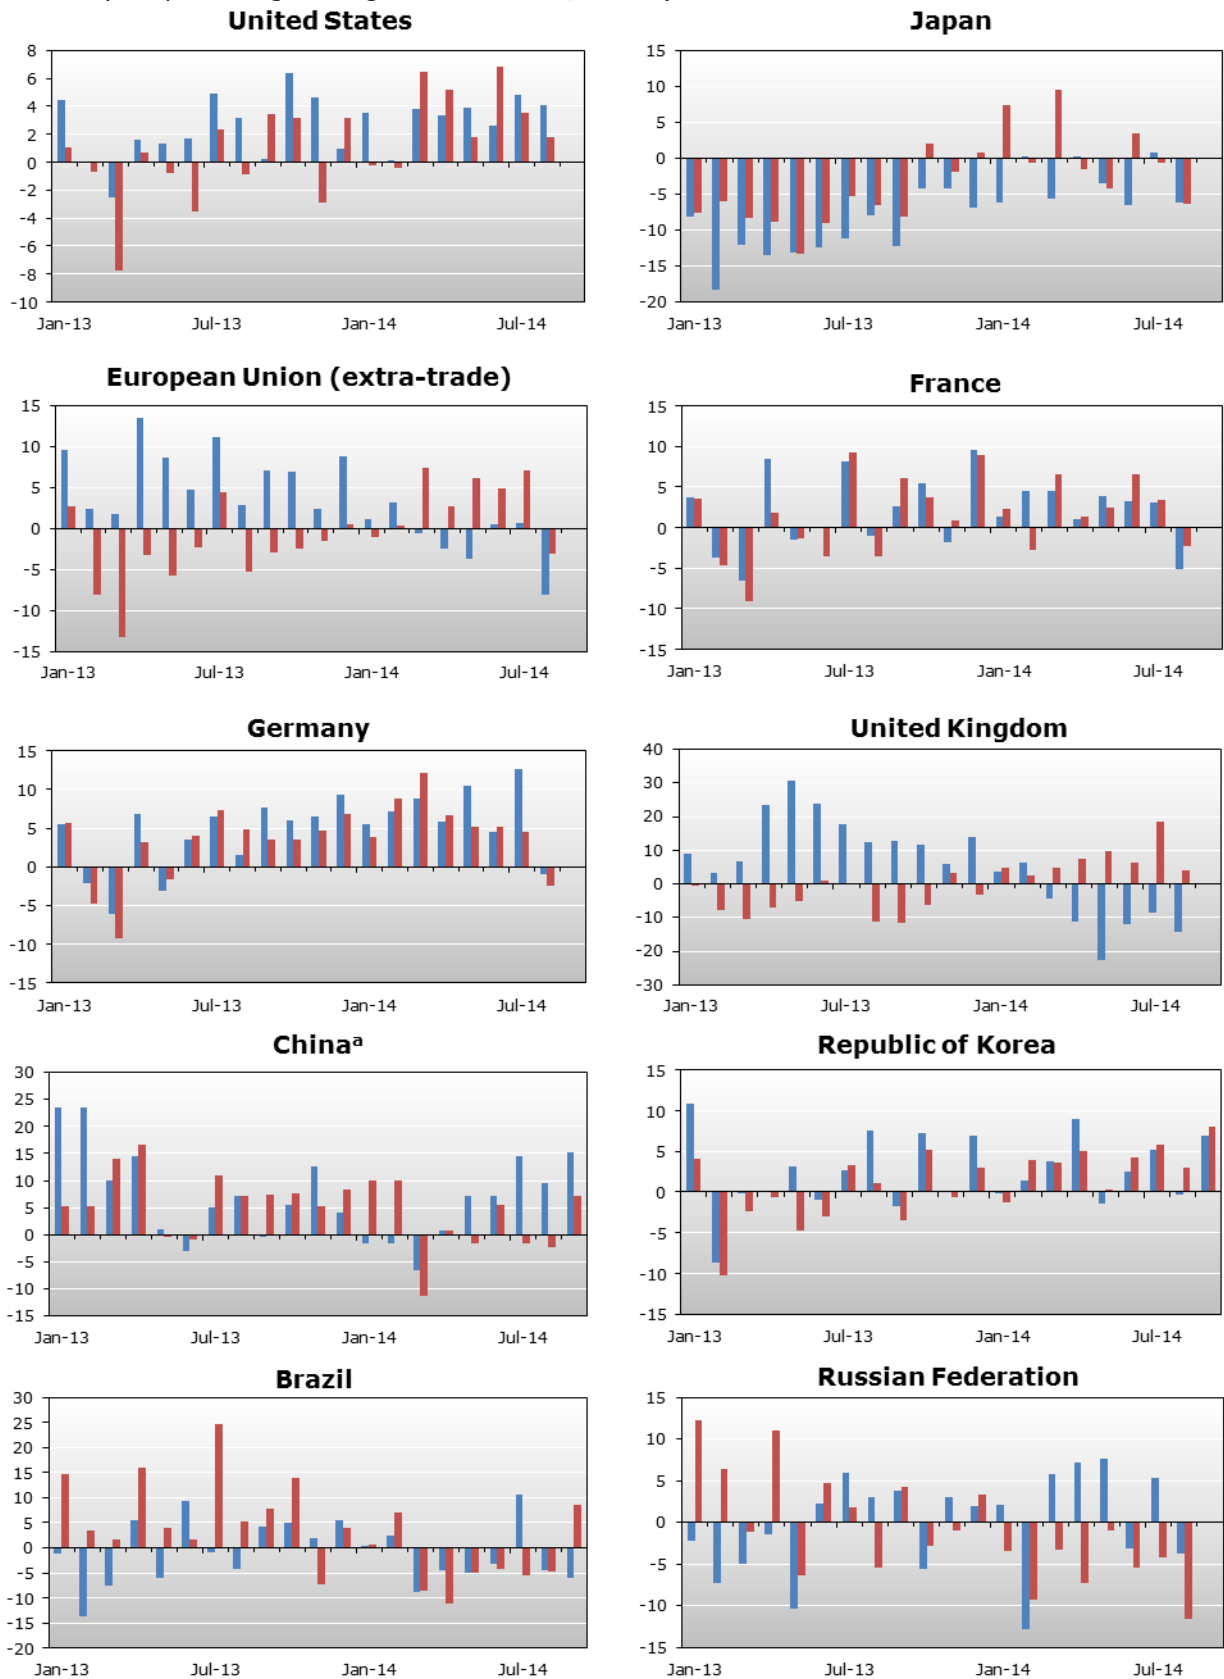 United States
Japan
8
6
4
2
0
-2
-4
-6
-8
-10
Jan-13
Jul-13
Jan-14
Jul-14
15
10
5
0
-5
-10
-15
-20
Jan-13
Jul-13
Jan-14
Jul-14
European Union (extra-trade)
France
15
10
5
0
-5
-10
-15
Jan-13
Jul-13
Jan-14
Jul-14
15
10
5
0
-5
-10
-15
Jan-13
Jul-13
Jan-14
Jul-14
Germany
United Kingdom
15
10
5
0
-5
-10
-15
Jan-13
Jul-13
Jan-14
Jul-14
40
30
20
10
0
-10
-20
-30
Jan-13
Jul-13
Jan-14
Jul-14
Chinaª
Republic of Korea
30
25
20
15
10
5
0
-5
-10
-15
Jan-13
Jul-13
Jan-14
Jul-14
15
10
5
0
-5
-10
-15
Jan-13
Jul-13
Jan-14
Jul-14
Brazil
Russian Federation
30
25
20
15
10
5
0
-5
-10
-15
-20
Jan-13
Jul-13
Jan-14
Jul-14
15
10
5
0
-5
-10
-15
Jan-13
Jul-13
Jan-14
Jul-14